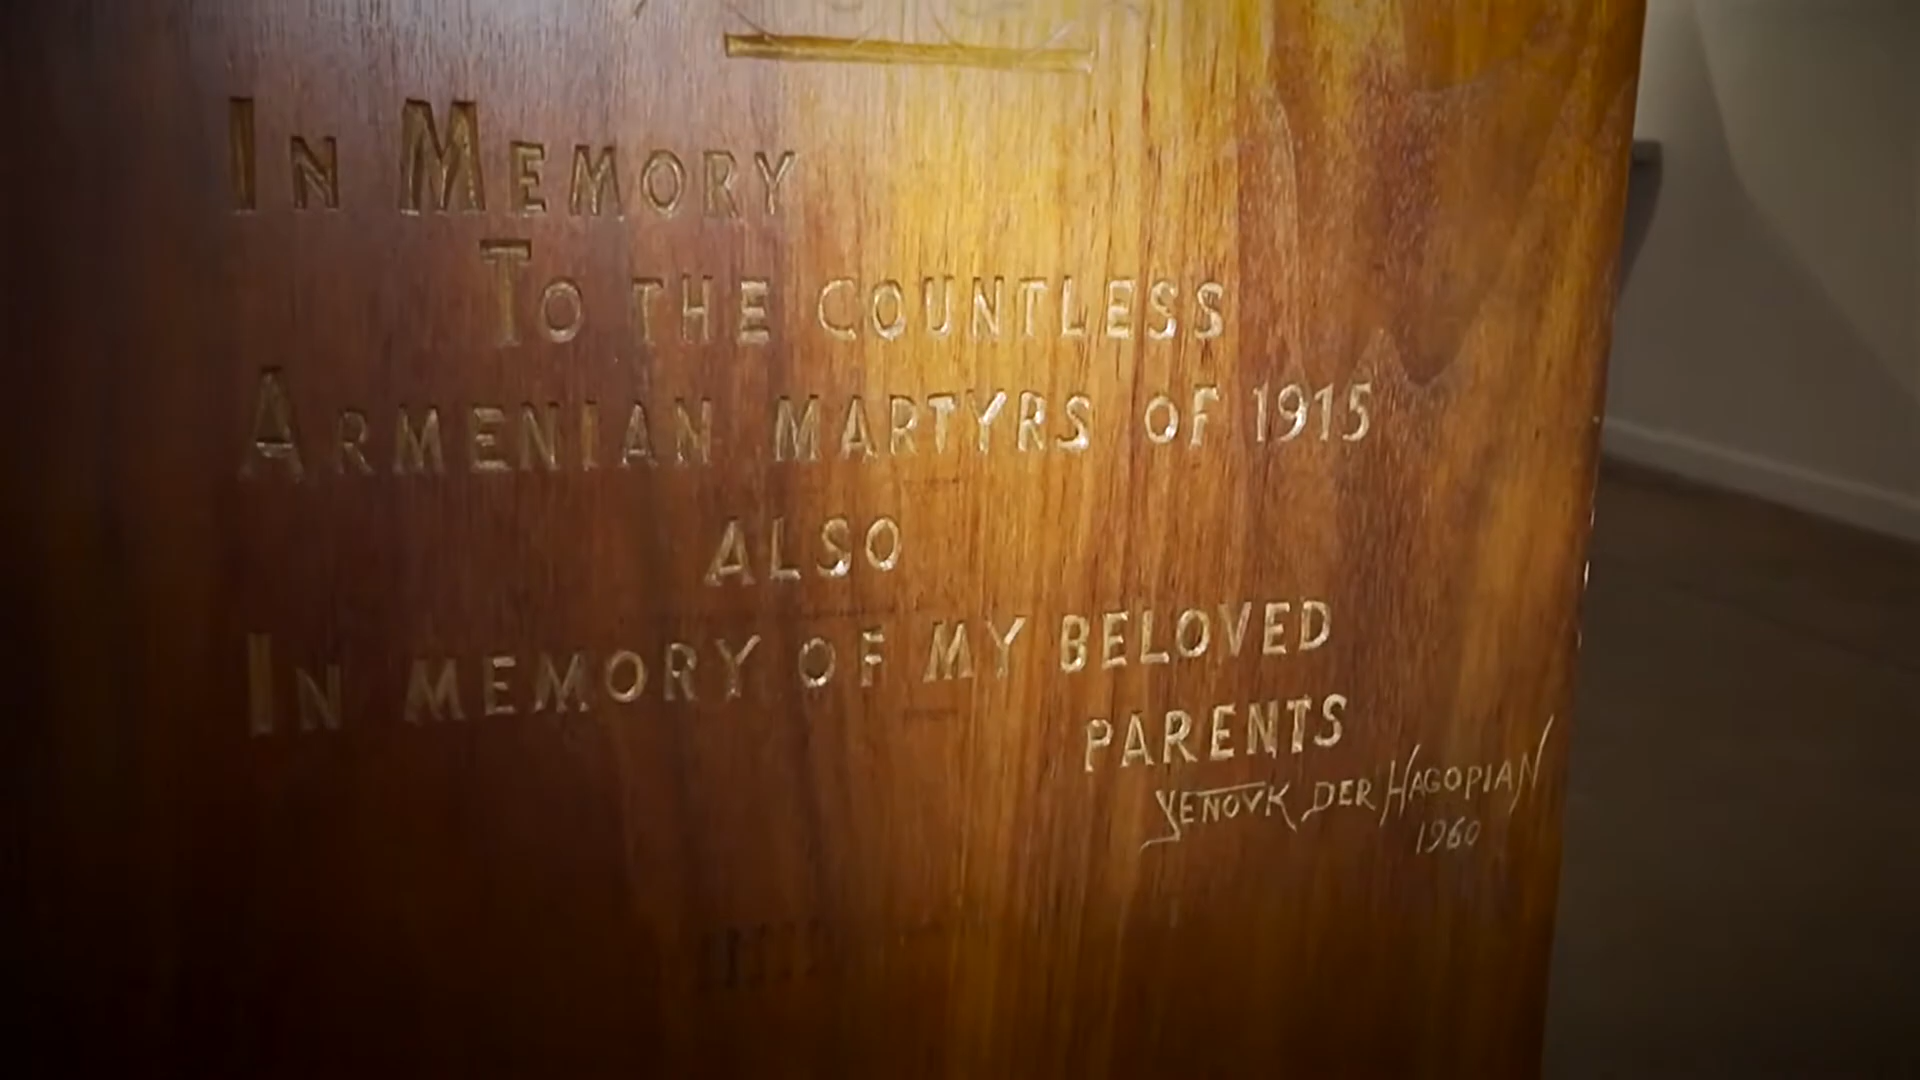 IN MEMORY
TO THE COUNTLESS
ARMENIAN MARTYRS OF 1915
ALSO
IN MEMORY OF MY BELOVED
PARENTS
YENOVK DER HAGOPIAN
1960